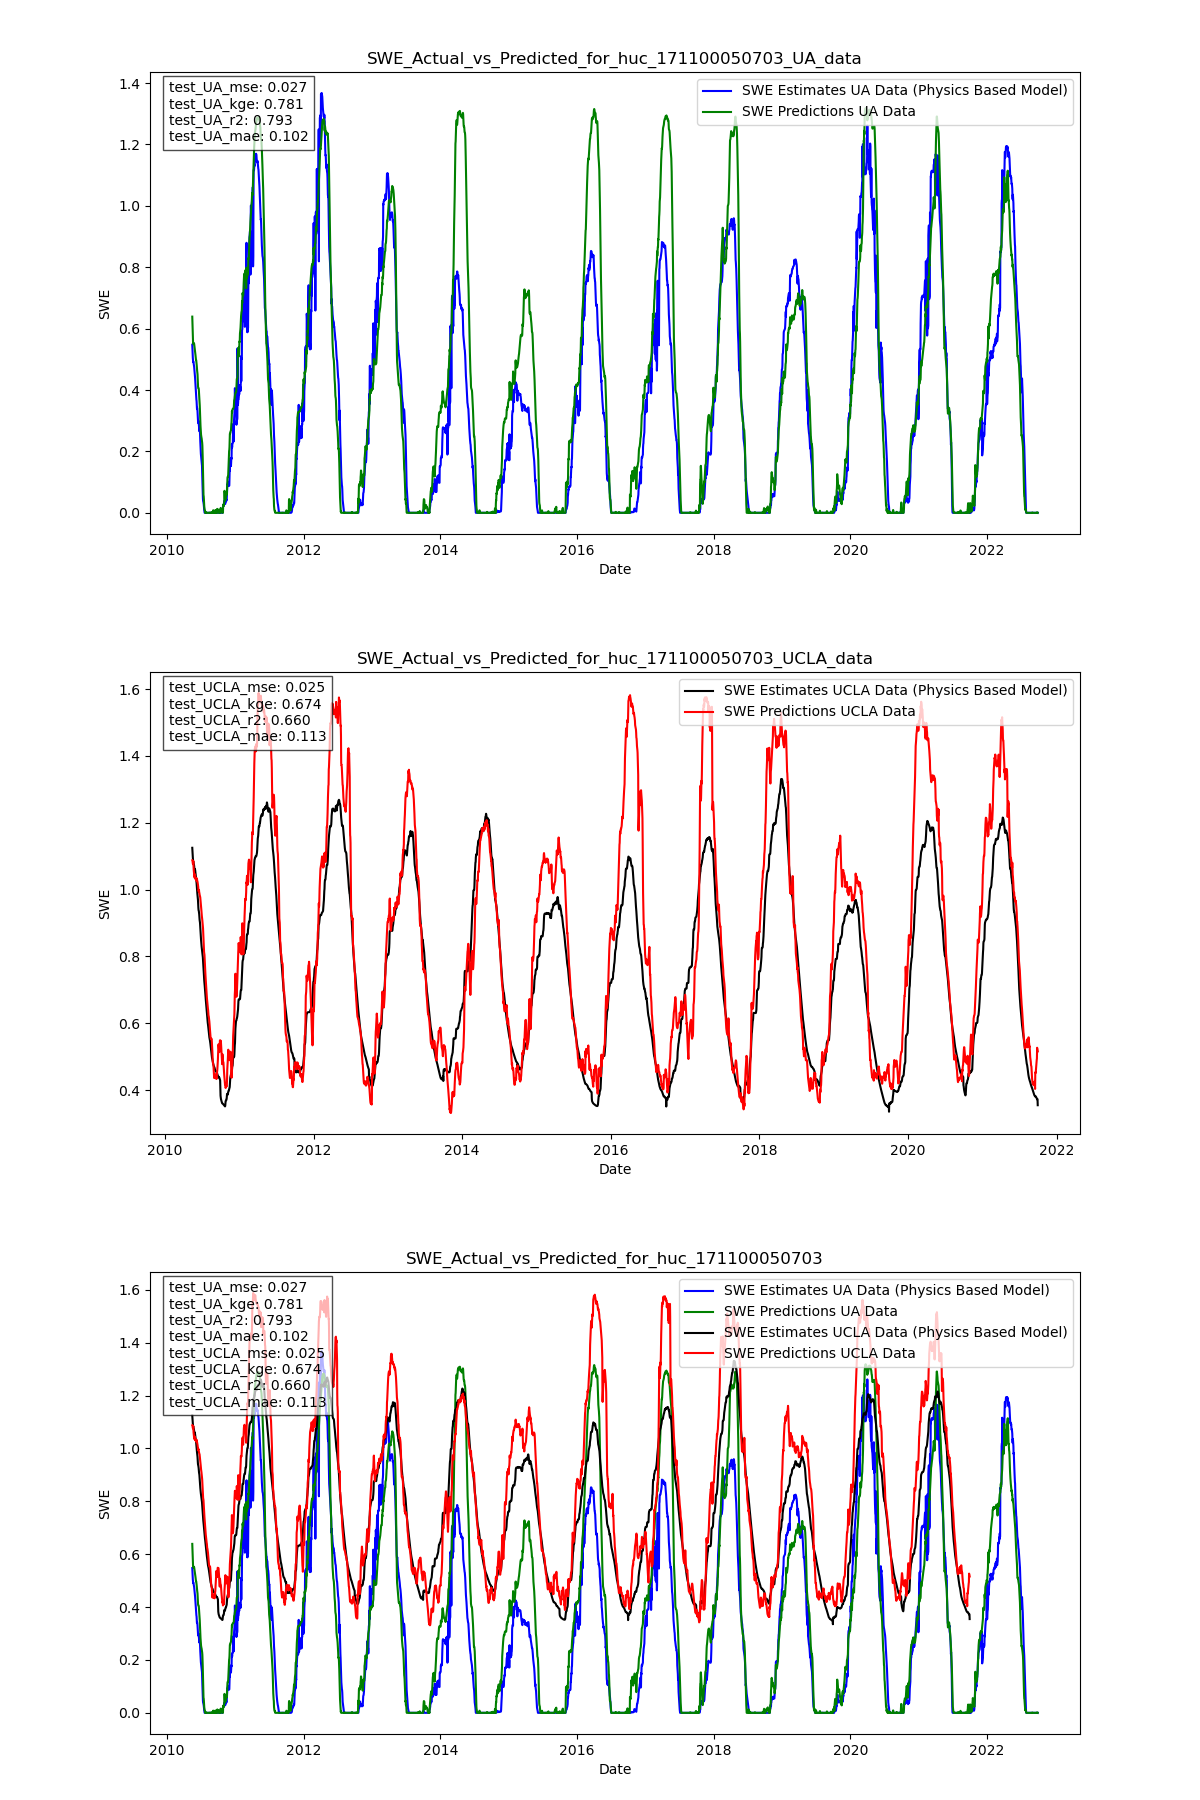 SWE_Actual_vs_Predicted_for_huc_171100050703_UA_data
test_UA_mse: 0.027
test_UA_kge: 0.781
test_UA_r2: 0.793
test_UA_mae: 0.102
SWE Estimates UA Data (Physics Based Model)
SWE Predictions UA Data
1.4
1.2
1.0
0.8
0.6
0.4
0.2
0.0
SWE
2010 2012 2014 2016 2018 2020 2022
Date
SWE_Actual_vs_Predicted_for_huc_171100050703_UCLA_data
test_UCLA_mse: 0.025
test_UCLA_kge: 0.674
test_UCLA_r2: 0.660
test_UCLA_mae: 0.113
SWE Estimates UCLA Data (Physics Based Model)
SWE Predictions UCLA Data
1.6
1.4
1.2
1.0
0.8
0.6
0.4
SWE
2010 2012 2014 2016 2018 2020 2022
Date
SWE_Actual_vs_Predicted_for_huc_171100050703
test_UA_mse: 0.027
test_UA_kge: 0.781
test_UA_r2: 0.793
test_UA_mae: 0.102
test_UCLA_mse: 0.025
test_UCLA_kge: 0.674
test_UCLA_r2: 0.660
test_UCLA_mae: 0.113
SWE Estimates UA Data (Physics Based Model)
SWE Predictions UA Data
SWE Estimates UCLA Data (Physics Based Model)
SWE Predictions UCLA Data
1.6
1.4
1.2
1.0
0.8
0.6
0.4
0.2
0.0
SWE
2010 2012 2014 2016 2018 2020 2022
Date